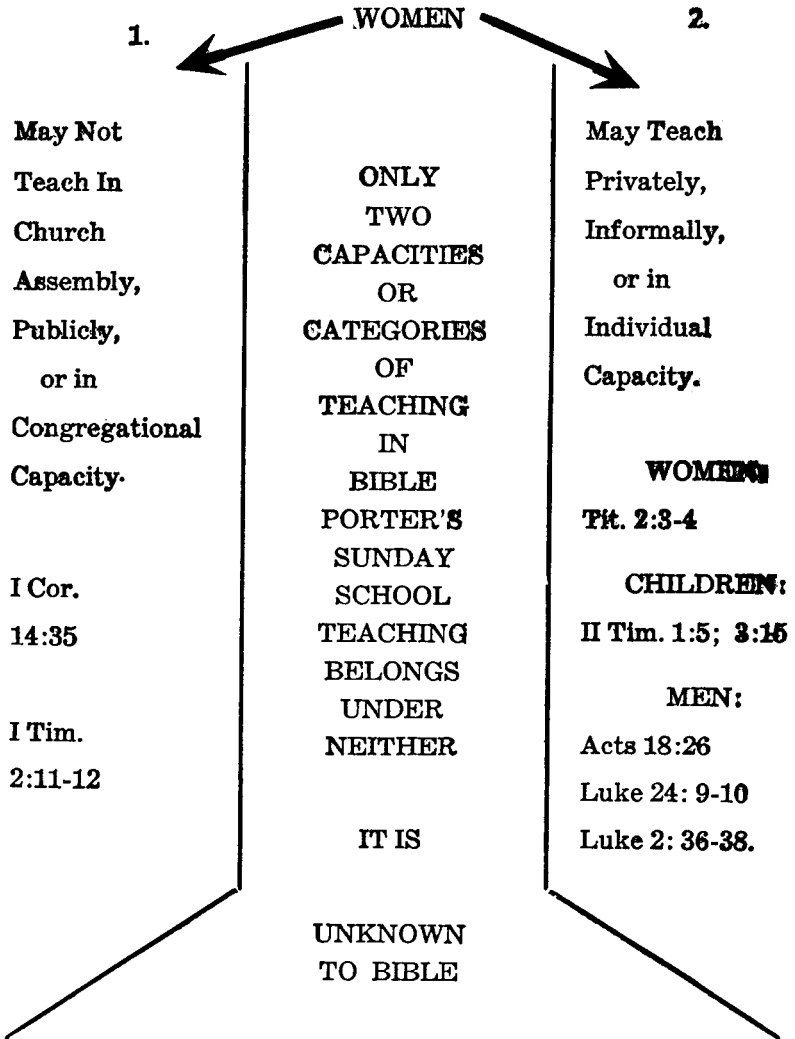 WOMEN
1.
May Not
Teach In
Church
Assembly,
Publicly,
or in
Congregational
Capacity.
I Cor.
14:35
I Tim.
2:11-12
ONLY
TWO
CAPACITIES
OR
CATEGORIES
OF
TEACHING
IN
BIBLE
PORTER'S
SUNDAY
SCHOOL
TEACHING
BELONGS
UNDER
NEITHER
IT IS
UNKNOWN
TO BIBLE
2.
May Teach
Privately,
Informally,
or in
Individual
Capacity.
WOMEN:
Tit. 2:3-4
CHILDREN:
II Tim. 1:5; 3:15
MEN:
Acts 18:26
Luke 24: 9-10
Luke 2: 36-38.